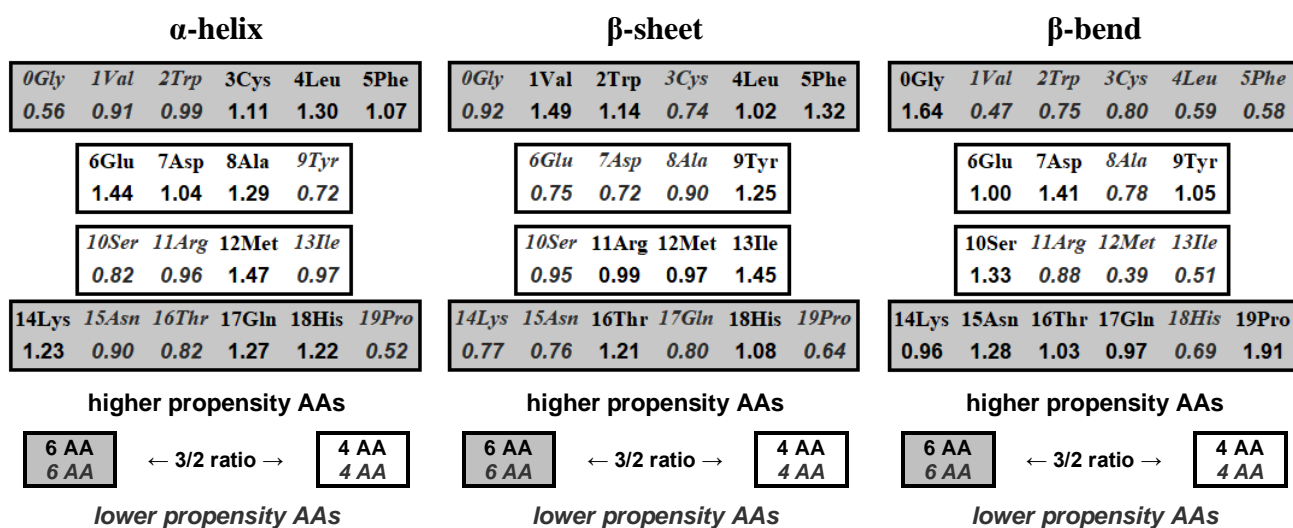 α-helix β-sheet β-bend
0Gly 1Val 2Trp 3Cys 4Leu 5Phe 0Gly 1Val 2Trp 3Cys 4Leu 5Phe 0Gly 1Val 2Trp 3Cys 4Leu 5Phe
0.56 0.91 0.99 1.11 1.30 1.07 0.92 1.49 1.14 0.74 1.02 1.32 1.64 0.47 0.75 0.80 0.59 0.58
6Glu 7Asp 8Ala 9Tyr 6Glu 7Asp 8Ala 9Tyr 6Glu 7Asp 8Ala 9Tyr
1.44 1.04 1.29 0.72 0.75 0.72 0.90 1.25 1.00 1.41 0.78 1.05
10Ser 11Arg 12Met 13Ile 10Ser 11Arg 12Met 13Ile 10Ser 11Arg 12Met 13Ile
0.82 0.96 1.47 0.97 0.95 0.99 0.97 1.45 1.33 0.88 0.39 0.51
14Lys 15Asn 16Thr 17Gln 18His 19Pro 14Lys 15Asn 16Thr 17Gln 18His 19Pro 14Lys 15Asn 16Thr 17Gln 18His 19Pro
1.23 0.90 0.82 1.27 1.22 0.52 0.77 0.76 1.21 0.80 1.08 0.64 0.96 1.28 1.03 0.97 0.69 1.91
higher propensity AAs higher propensity AAs higher propensity AAs
6 AA 4 AA 6 AA 4 AA 6 AA 4 AA
← 3/2 ratio → ← 3/2 ratio → ← 3/2 ratio →
6 AA 4 AA 6 AA 4 AA 6 AA 4 AA
lower propensity AAs lower propensity AAs lower propensity AAs